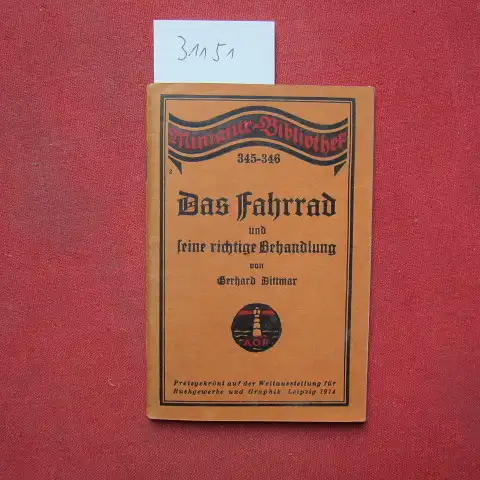 31151
Miniatur-Bibliothek
345-346
2
Das Fahrrad
und
seine richtige Behandlung
von
Gerhard Dittmar
A.O.P.
Preisgekrönt auf der Weltausstellung für
Buchgewerbe und Graphik Leipzig 1914